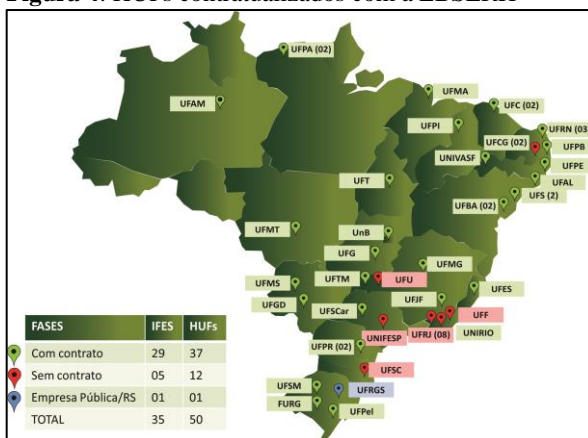 Figura 4: HUFs contratualizados com a EBSERH
UFPA (02)
UFMA
UFAM
UFC (02)
UFPI
UFRN (03
UFCG (02)
UFPB
UNIVASF
UFPE
UFT
UFAL
UFS (2)
UFBA (02)
UFMT
UnB
UFG
UFMG
UFTM
UFU
UFMS
UFES
UFGD
UFJF
UFSCar
UFF
UNIFESP
UFRJ (08)
UNIRIO
UFPR (02)
UFSC
UFSM
UFRGS
FURG
UFPel
FASES IFES HUFs
Com contrato 29 37
Sem contrato 05 12
Empresa Pública/RS 01 01
TOTAL 35 50